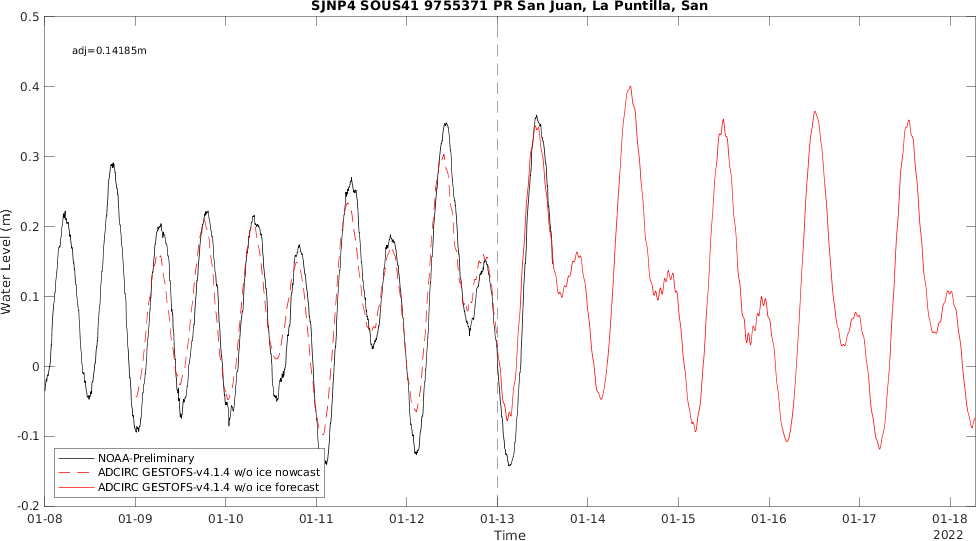 SJNP4 SOUS41 9755371 PR San Juan, La Puntilla, San
adj=0.14185m
0.5
0.4
0.3
0.2
0.1
0
-0.1
-0.2
Water Level (m)
NOAA-Preliminary
ADCIRC GESTOFS-v4.1.4 w/o ice nowcast
ADCIRC GESTOFS-v4.1.4 w/o ice forecast
01-08 01-09 01-10 01-11 01-12 01-13 01-14 01-15 01-16 01-17 01-18
Time
2022